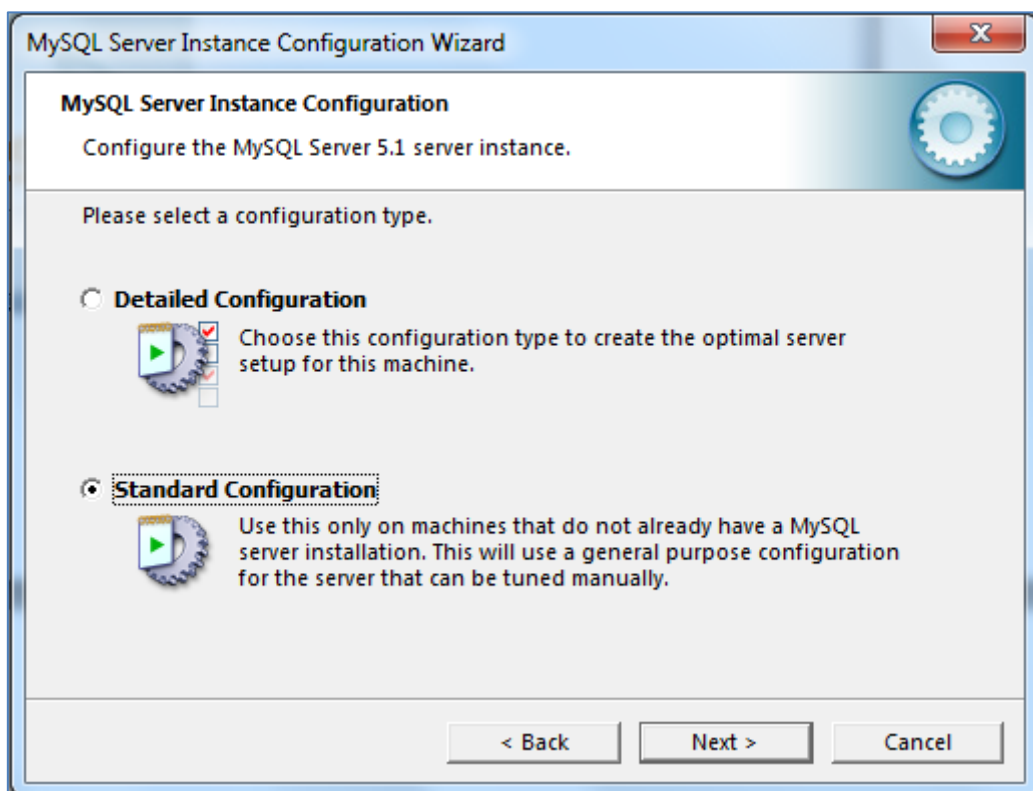 MySQL Server Instance Configuration Wizard
MySQL Server Instance Configuration
Configure the MySQL Server 5.1 server instance.
Please select a configuration type.
Detailed Configuration
Choose this configuration type to create the optimal server
setup for this machine.
Standard Configuration
Use this only on machines that do not already have a MySQL
server installation. This will use a general purpose configuration
for the server that can be tuned manually.
< Back
Next >
Cancel